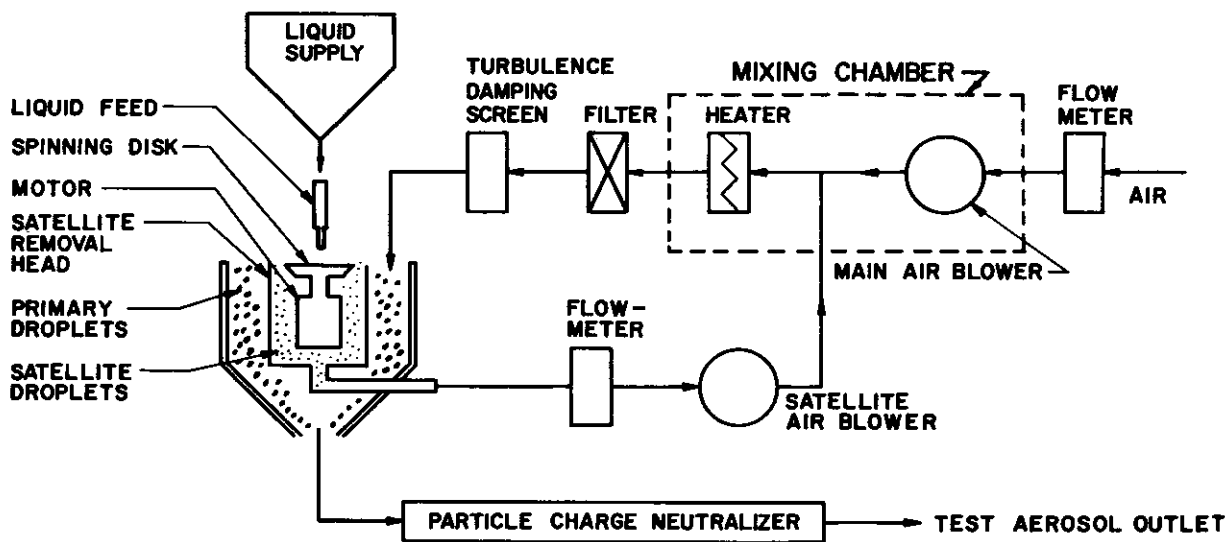 LIQUID
SUPPLY
LIQUID FEED
SPINNING DISK
MOTOR
SATELLITE
REMOVAL
HEAD
PRIMARY
DROPLETS
SATELLITE
DROPLETS
TURBULENCE
DAMPING
SCREEN
FILTER
MIXING CHAMBER
HEATER
FLOW
METER
AIR
MAIN AIR BLOWER
FLOW-
METER
SATELLITE
AIR BLOWER
PARTICLE CHARGE NEUTRALIZER
TEST AEROSOL OUTLET